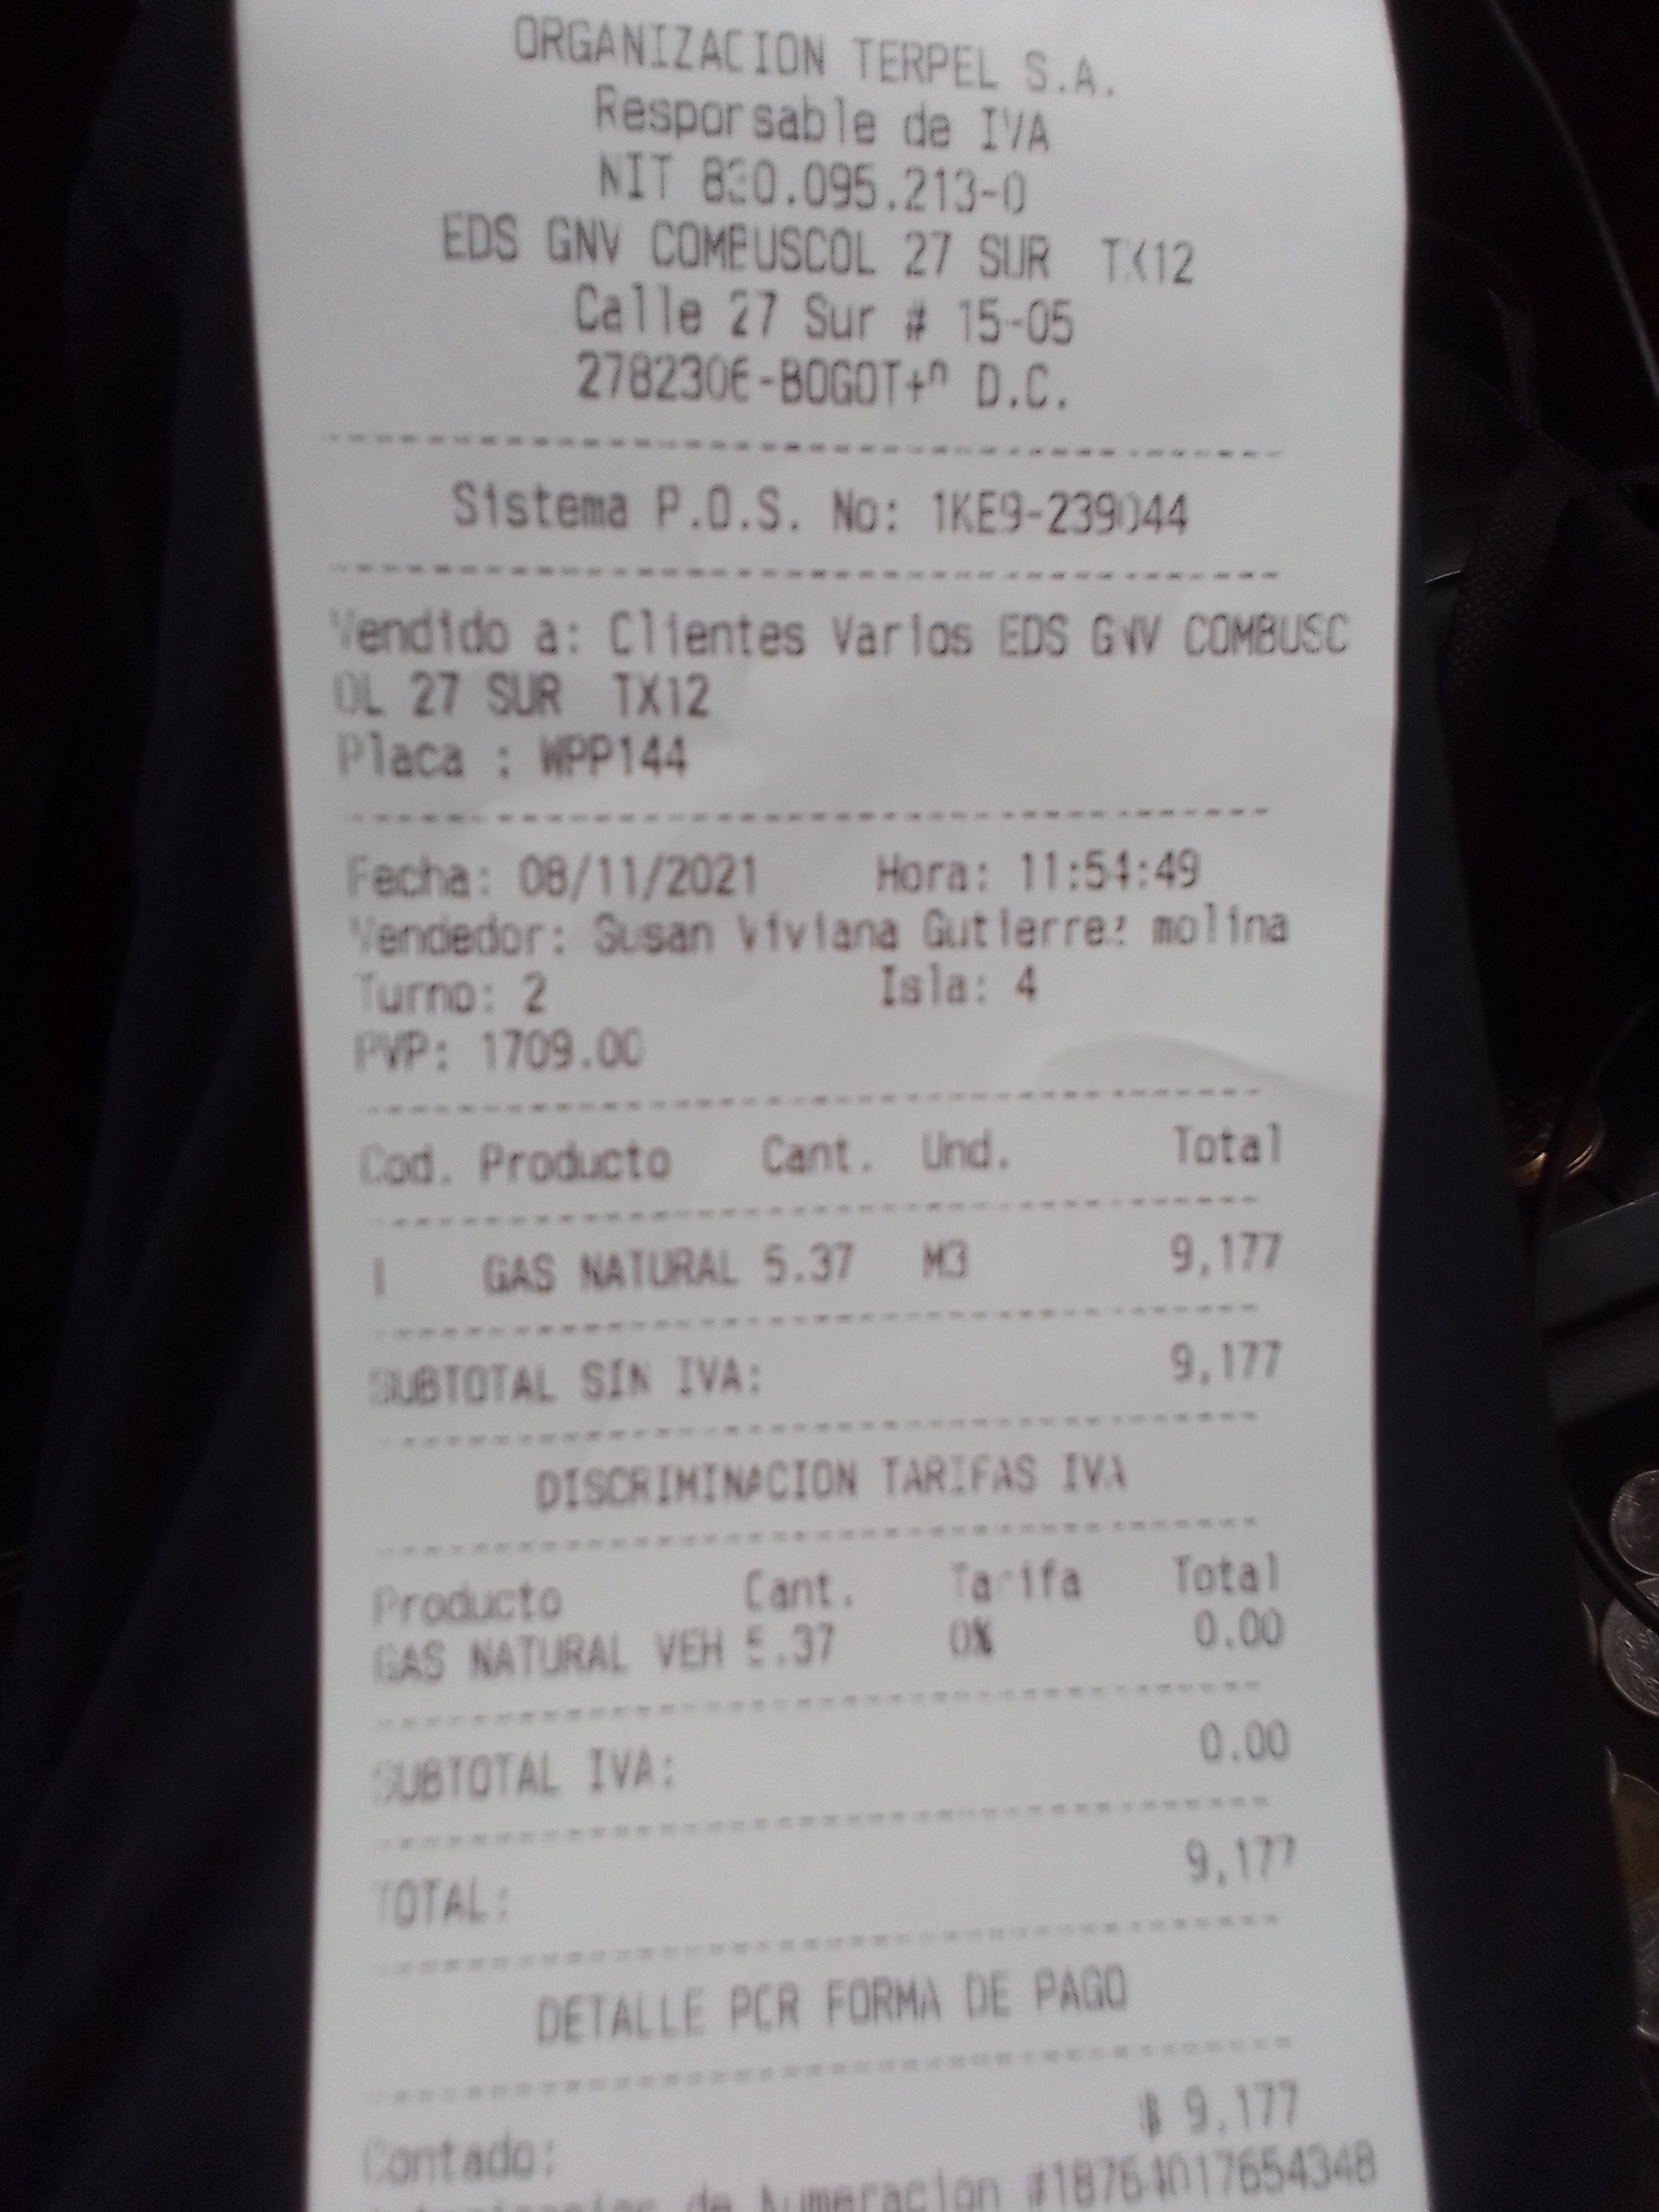 ORGANIZACION TERPEL S.A.
Responsable de IVA
NIT 830.095.213-0
EDS GNV COMBUSCOL 27 SUR TX12
Calle 27 Sur # 15-05
2782306-BOGOT+n D.C.
Sistema P.O.S. No: 1KE9-239044
Vendido a: Clientes Varios EDS GNV COMBUSC
OL 27 SUR TX12
Placa : WPP144
Fecha: 08/11/2021 Hora: 11:54:49
Vendedor: Susan Viviana Gutierrez molina
Turno: 2 Isla: 4
PVP: 1709.00
Cod. Producto Cant. Und. Total
1 GAS NATURAL 5.37 M3 9,177
SUBTOTAL SIN IVA: 9,177
DISCRIMINACION TARIFAS IVA
Producto Cant. Tarifa Total
GAS NATURAL VEH 5.37 0% 0.00
SUBTOTAL IVA: 0.00
TOTAL: 9,177
DETALLE POR FORMA DE PAGO
Contado: $ 9,177
de Numeracion #18764017654348